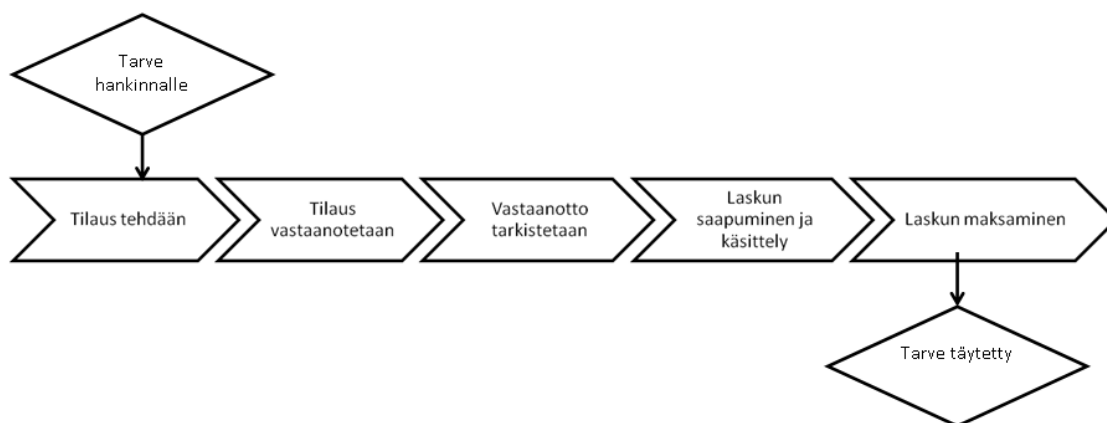 Tarve
hankinnalle
Tilaus tehdään
Tilaus
vastaanotetaan
Vastaanotto
tarkistetaan
Laskun
saapuminen ja
käsittely
Laskun maksaminen
Tarve täytetty